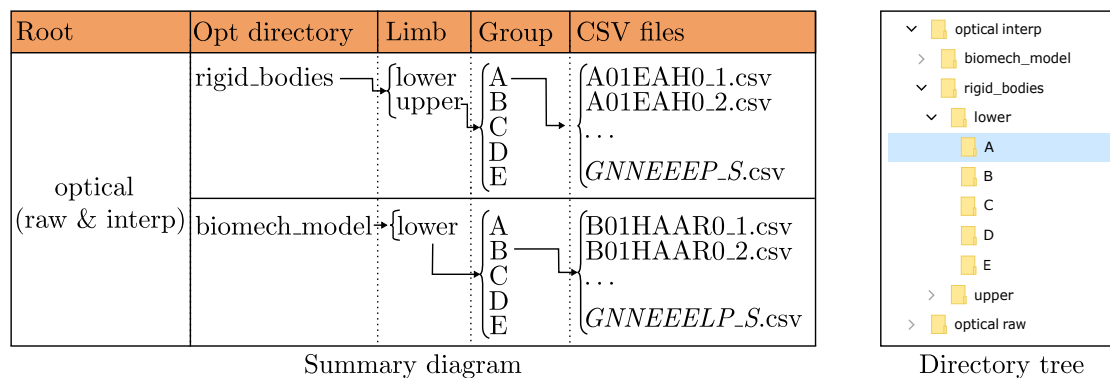 Root Opt directory Limb Group CSV files
optical
(raw & interp)
rigid_bodies
lower
upper
A
B
C
D
E
A01EAH0_1.csv
A01EAH0_2.csv
...
GNNEEEP_S.csv
biomech_model
lower
A
B
C
D
E
B01HAAR0_1.csv
B01HAAR0_2.csv
...
GNNEEELP_S.csv
Summary diagram
optical interp
biomech_model
rigid_bodies
lower
A
B
C
D
E
upper
optical raw
Directory tree